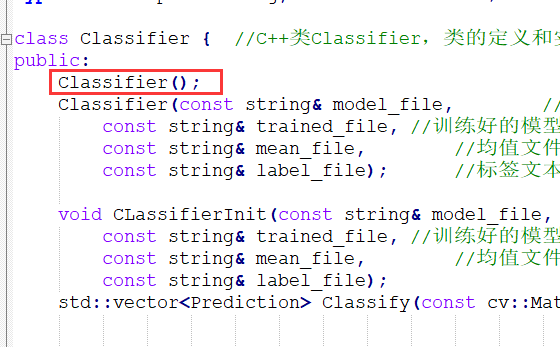 class Classifier { //C++类Classifier，类的定义和
public:
Classifier();
Classifier(const string& model_file, //
const string& trained_file, //训练好的模型
const string& mean_file, //均值文件
const string& label_file); //标签文本
void CLassifierInit(const string& model_file,
const string& trained_file, //训练好的模型
const string& mean_file, //均值文件
const string& label_file);
std::vector<Prediction> Classify(const cv::Mat